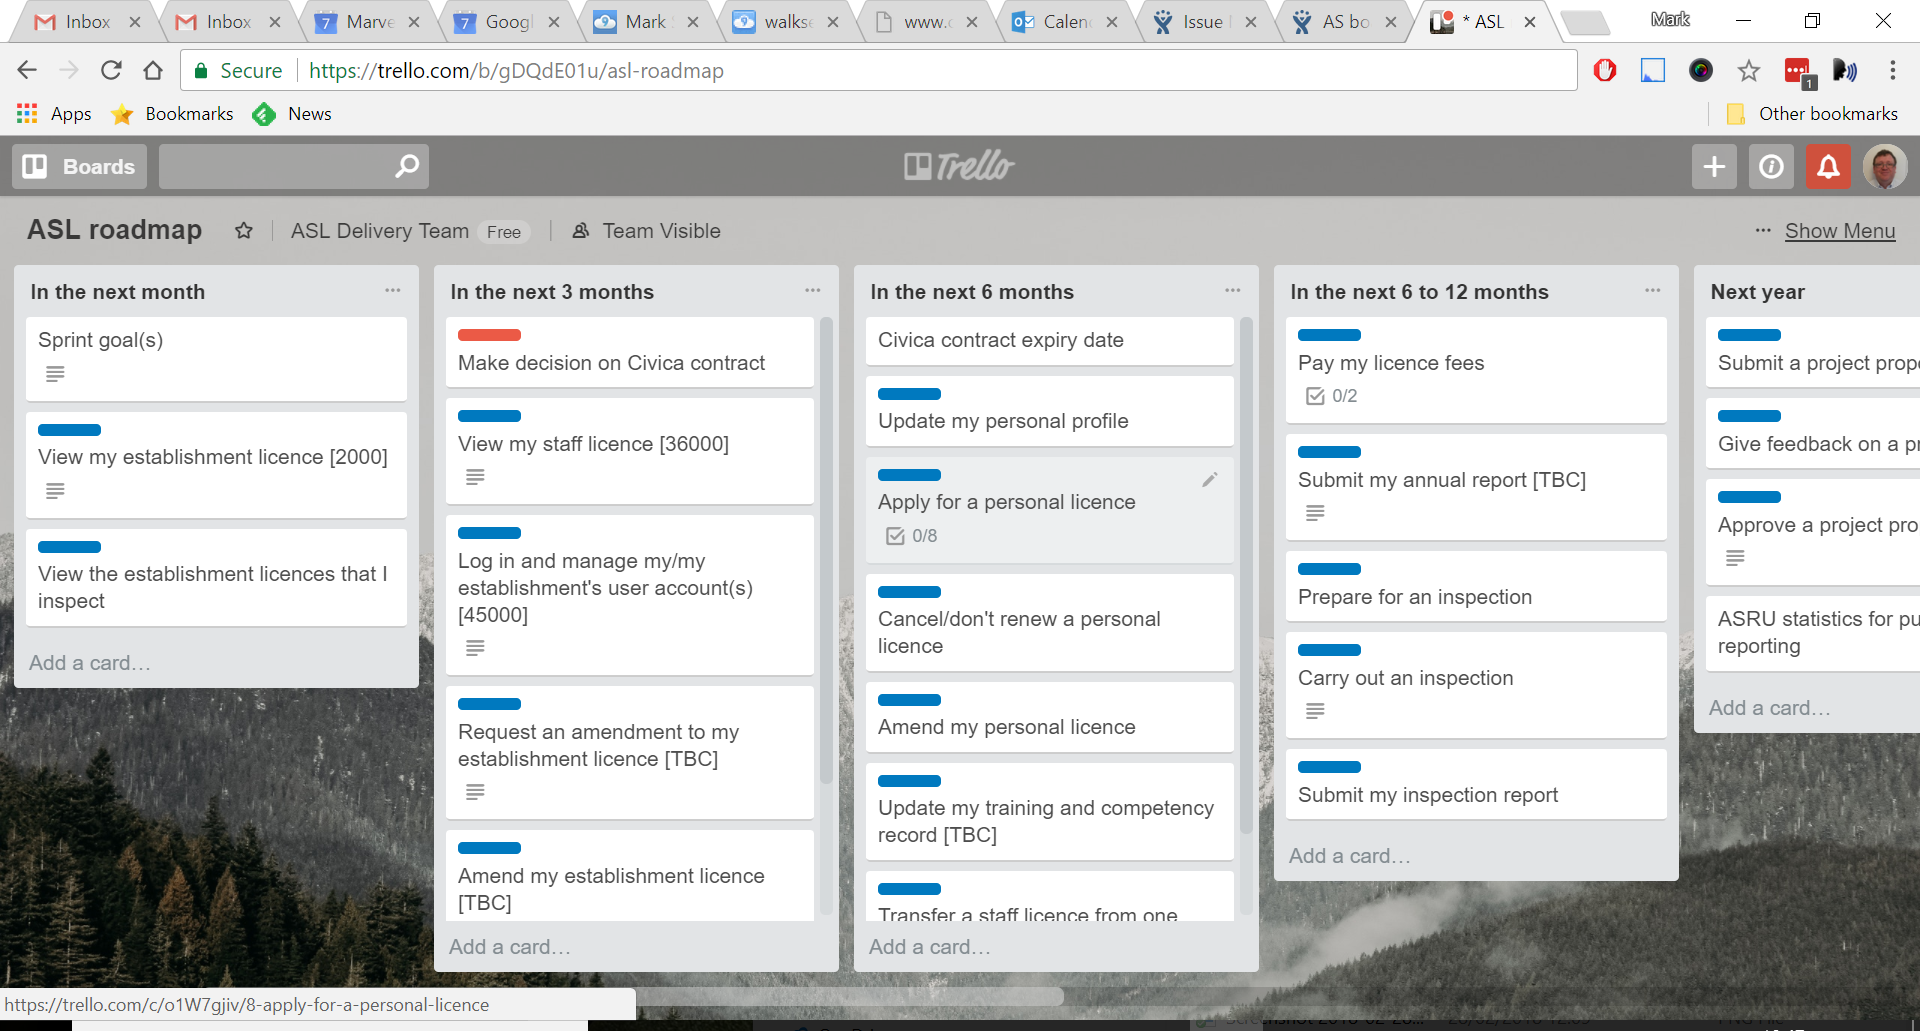 Inbox
Inbox
Marve
Googl
Mark
walkse
www.
Calen
Issue
AS bo
* ASL
Mark
Secure
https://trello.com/b/gDQdE01u/asl-roadmap
1
Apps
Bookmarks
News
Other bookmarks
Boards
Trello
ASL roadmap
ASL Delivery Team Free
Team Visible
··· Show Menu
In the next month
Sprint goal(s)
View my establishment licence [2000]
View the establishment licences that I
inspect
Add a card…
In the next 3 months
Make decision on Civica contract
View my staff licence [36000]
Log in and manage my/my
establishment's user account(s)
[45000]
Request an amendment to my
establishment licence [TBC]
Amend my establishment licence
[TBC]
Add a card…
In the next 6 months
Civica contract expiry date
Update my personal profile
Apply for a personal licence
0/8
Cancel/don't renew a personal
licence
Amend my personal licence
Update my training and competency
record [TBC]
Transfer a staff licence from one
Add a card…
In the next 6 to 12 months
Pay my licence fees
0/2
Submit my annual report [TBC]
Prepare for an inspection
Carry out an inspection
Submit my inspection report
Add a card…
Next year
Submit a project prop
Give feedback on a pr
Approve a project pro
ASRU statistics for pu
reporting
Add a card…
https://trello.com/c/o1W7gjiv/8-apply-for-a-personal-licence